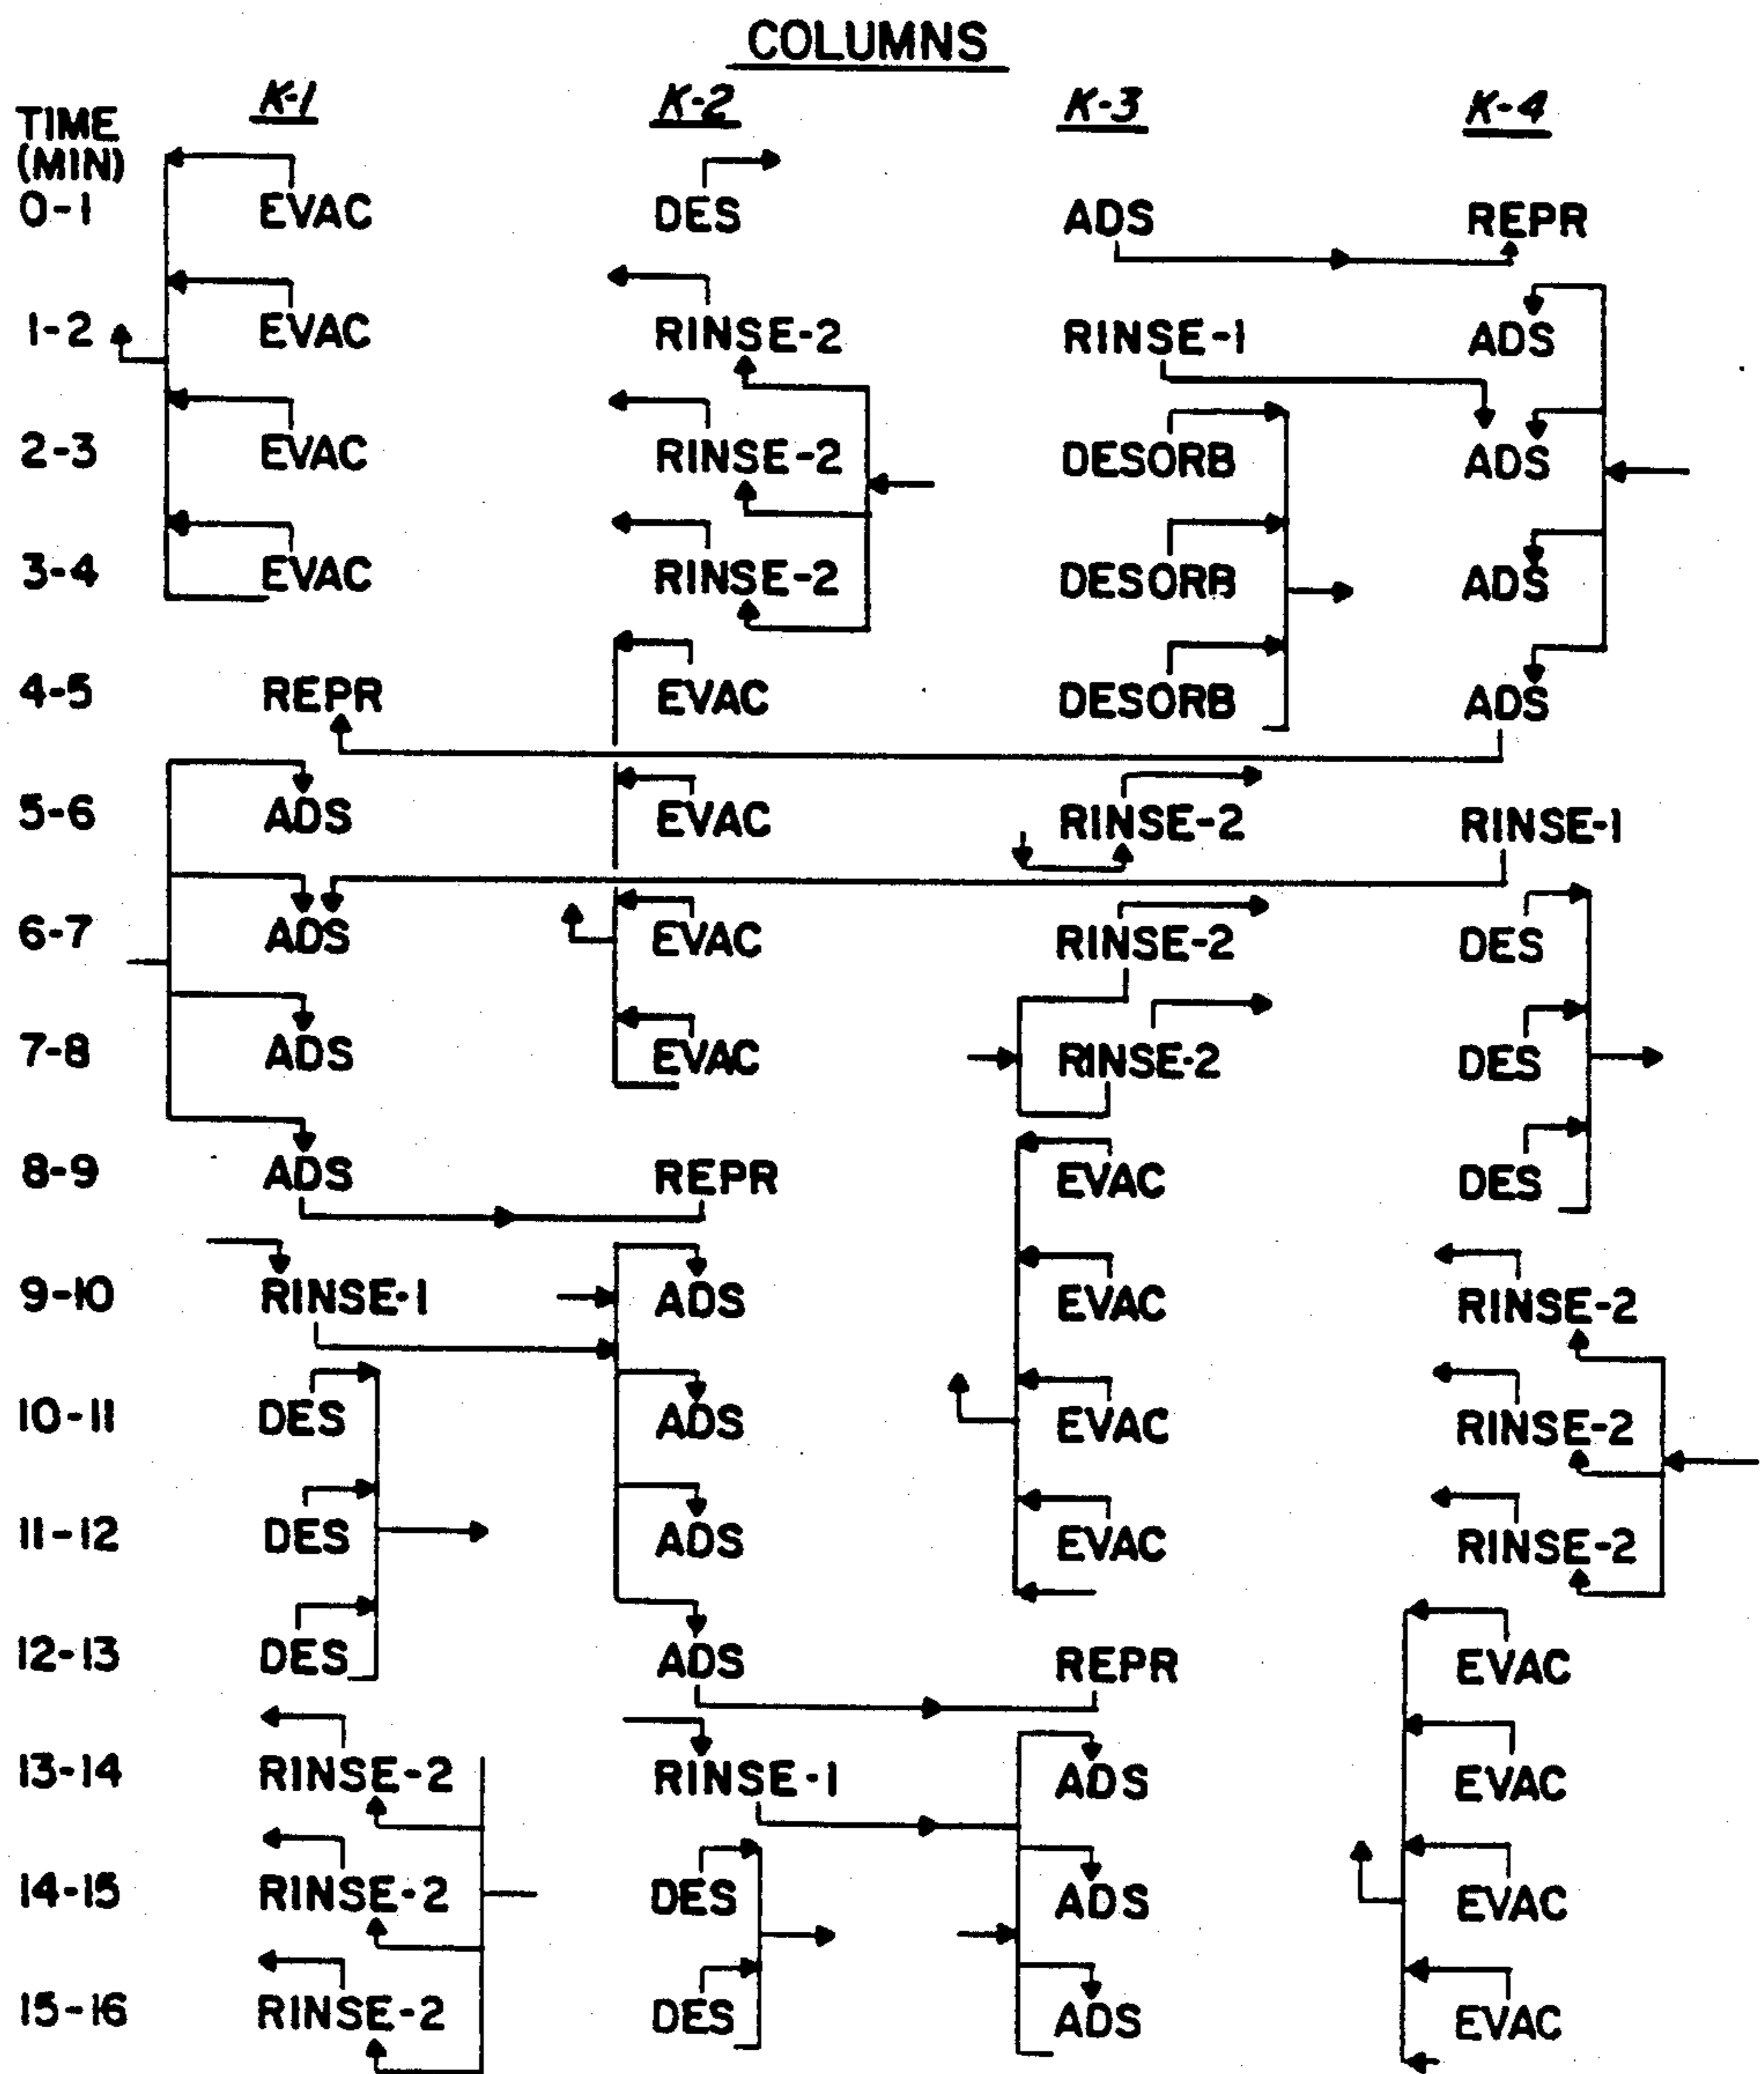 COLUMNS
K-1 K-2 K-3 K-4
TIME
(MIN)
0-1 EVAC DES ADS REPR
1-2 EVAC RINSE-2 RINSE-1 ADS
2-3 EVAC RINSE-2 DESORB ADS
3-4 EVAC RINSE-2 DESORB ADS
4-5 REPR EVAC DESORB ADS
5-6 ADS EVAC RINSE-2 RINSE-1
6-7 ADS EVAC RINSE-2 DES
7-8 ADS EVAC RINSE-2 DES
8-9 ADS REPR EVAC DES
9-10 RINSE-1 ADS EVAC RINSE-2
10-11 DES ADS EVAC RINSE-2
11-12 DES ADS EVAC RINSE-2
12-13 DES ADS REPR EVAC
13-14 RINSE-2 RINSE-1 ADS EVAC
14-15 RINSE-2 DES ADS EVAC
15-16 RINSE-2 DES ADS EVAC